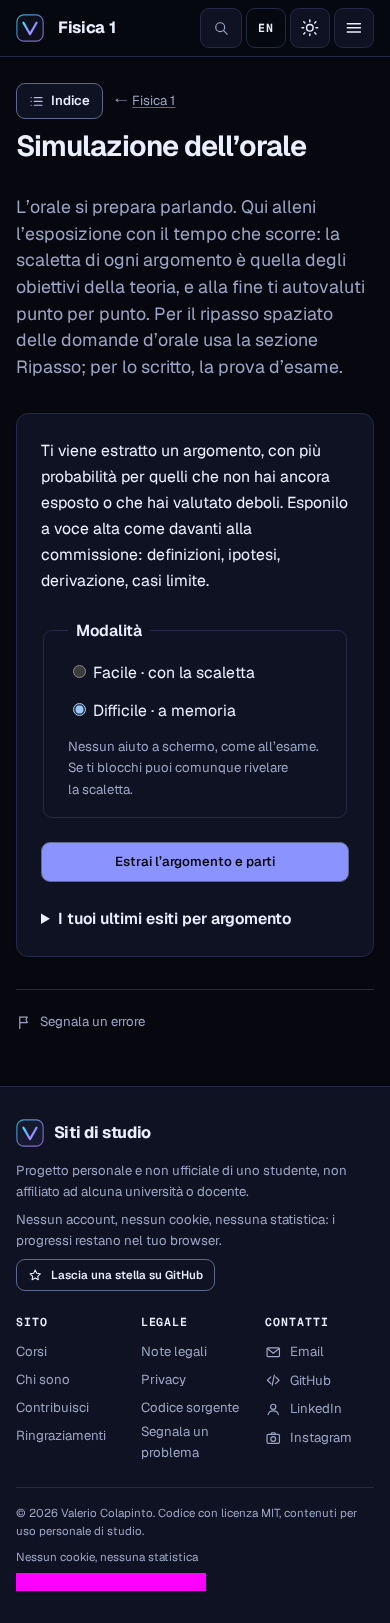 Fisica 1
EN
Indice
← Fisica 1
Simulazione dell’orale
L’orale si prepara parlando. Qui alleni
l’esposizione con il tempo che scorre: la
scaletta di ogni argomento è quella degli
obiettivi della teoria, e alla fine ti autovaluti
punto per punto. Per il ripasso spaziato
delle domande d’orale usa la sezione
Ripasso; per lo scritto, la prova d’esame.
Ti viene estratto un argomento, con più
probabilità per quelli che non hai ancora
esposto o che hai valutato deboli. Esponilo
a voce alta come davanti alla
commissione: definizioni, ipotesi,
derivazione, casi limite.
Modalità
Facile · con la scaletta
Difficile · a memoria
Nessun aiuto a schermo, come all’esame.
Se ti blocchi puoi comunque rivelare
la scaletta.
Estrai l’argomento e parti
I tuoi ultimi esiti per argomento
Segnala un errore
Siti di studio
Progetto personale e non ufficiale di uno studente, non
affiliato ad alcuna università o docente.
Nessun account, nessun cookie, nessuna statistica: i
progressi restano nel tuo browser.
Lascia una stella su GitHub
SITO
Corsi
Chi sono
Contribuisci
Ringraziamenti
LEGALE
Note legali
Privacy
Codice sorgente
Segnala un
problema
CONTATTI
Email
GitHub
LinkedIn
Instagram
© 2026 Valerio Colapinto. Codice con licenza MIT, contenuti per
uso personale di studio.
Nessun cookie, nessuna statistica